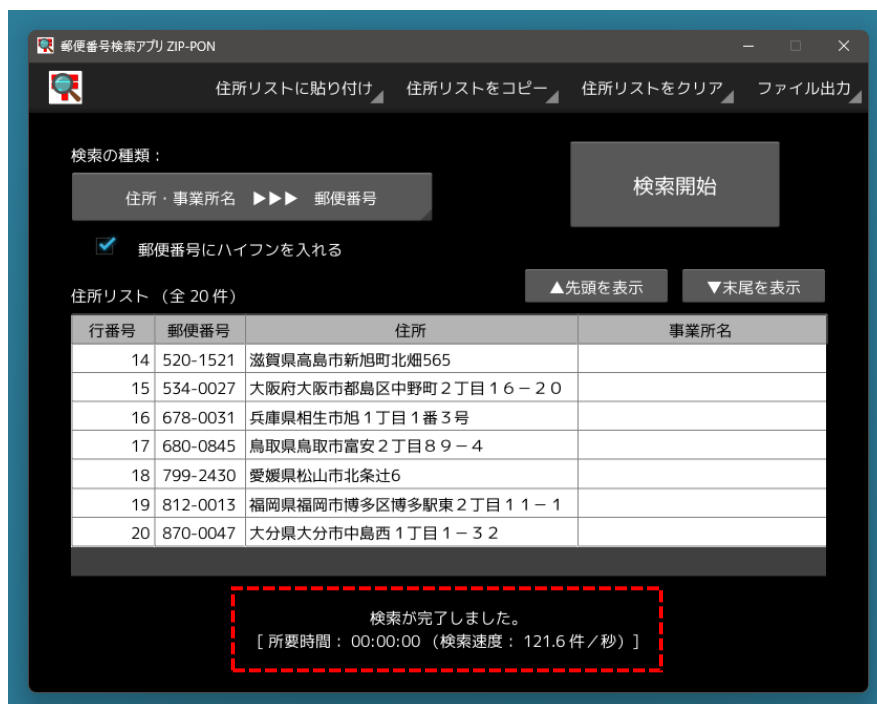 郵便番号検索アプリ ZIP-PON
住所リストに貼り付け 住所リストをコピー 住所リストをクリア ファイル出力
検索の種類：
住所・事業所名 ▶▶▶ 郵便番号
検索開始
郵便番号にハイフンを入れる
住所リスト （全 20 件）
▲先頭を表示 ▼末尾を表示
行番号 郵便番号 住所 事業所名
14 520-1521 滋賀県高島市新旭町北畑565
15 534-0027 大阪府大阪市都島区中野町２丁目１６－２０
16 678-0031 兵庫県相生市旭１丁目１番３号
17 680-0845 鳥取県鳥取市富安２丁目８９－４
18 799-2430 愛媛県松山市北条辻6
19 812-0013 福岡県福岡市博多区博多駅東２丁目１１－１
20 870-0047 大分県大分市中島西１丁目１－３２
検索が完了しました。
[ 所要時間： 00:00:00 （検索速度： 121.6 件／秒） ]